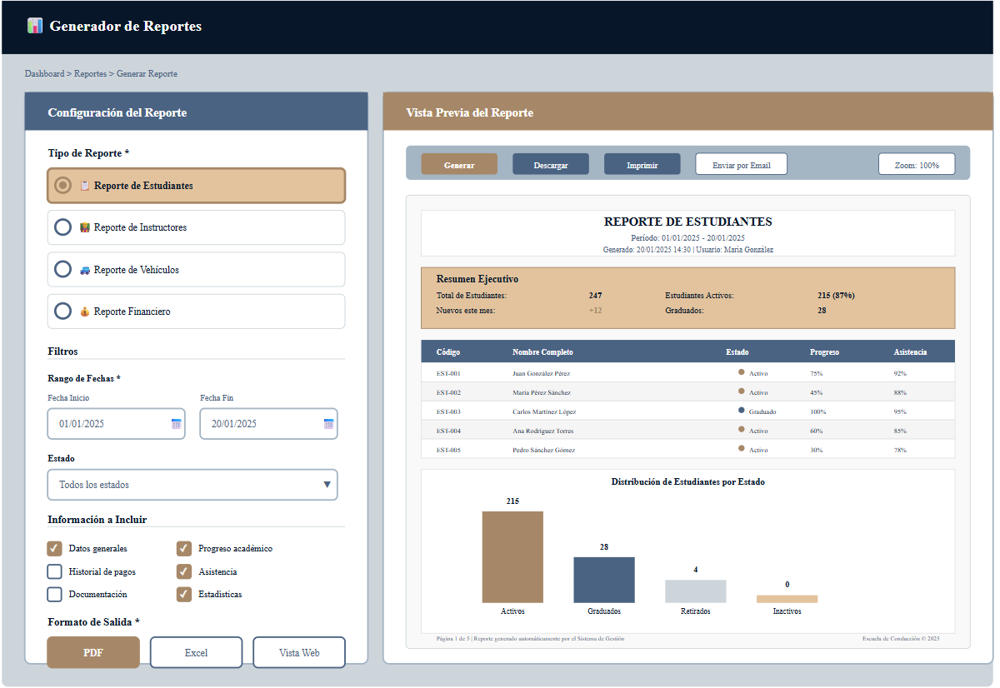 Generador de Reportes
Dashboard > Reportes > Generar Reporte
Configuración del Reporte
Tipo de Reporte *
Reporte de Estudiantes
Reporte de Instructores
Reporte de Vehículos
Reporte Financiero
Filtros
Rango de Fechas *
Fecha Inicio Fecha Fin
01/01/2025 20/01/2025
Estado
Todos los estados ▼
Información a Incluir
Datos generales Progreso académico
Historial de pagos Asistencia
Documentación Estadísticas
Formato de Salida *
PDF Excel Vista Web
Vista Previa del Reporte
Generar Descargar Imprimir Enviar por Email Zoom: 100%
REPORTE DE ESTUDIANTES
Período: 01/01/2025 - 20/01/2025
Generado: 20/01/2025 14:30 | Usuario: María González
Resumen Ejecutivo
Total de Estudiantes: 247 Estudiantes Activos: 215 (87%)
Nuevos este mes: +12 Graduados: 28
Código Nombre Completo Estado Progreso Asistencia
EST-001 Juan González Pérez Activo 75% 92%
EST-002 María Pérez Sánchez Activo 45% 88%
EST-003 Carlos Martínez López Graduado 100% 95%
EST-004 Ana Rodríguez Torres Activo 60% 85%
EST-005 Pedro Sánchez Gómez Activo 30% 78%
Distribución de Estudiantes por Estado
215 28 4 0
Activos Graduados Retirados Inactivos
Página 1 de 5 | Reporte generado automáticamente por el Sistema de Gestión Escuela de Conducción © 2025